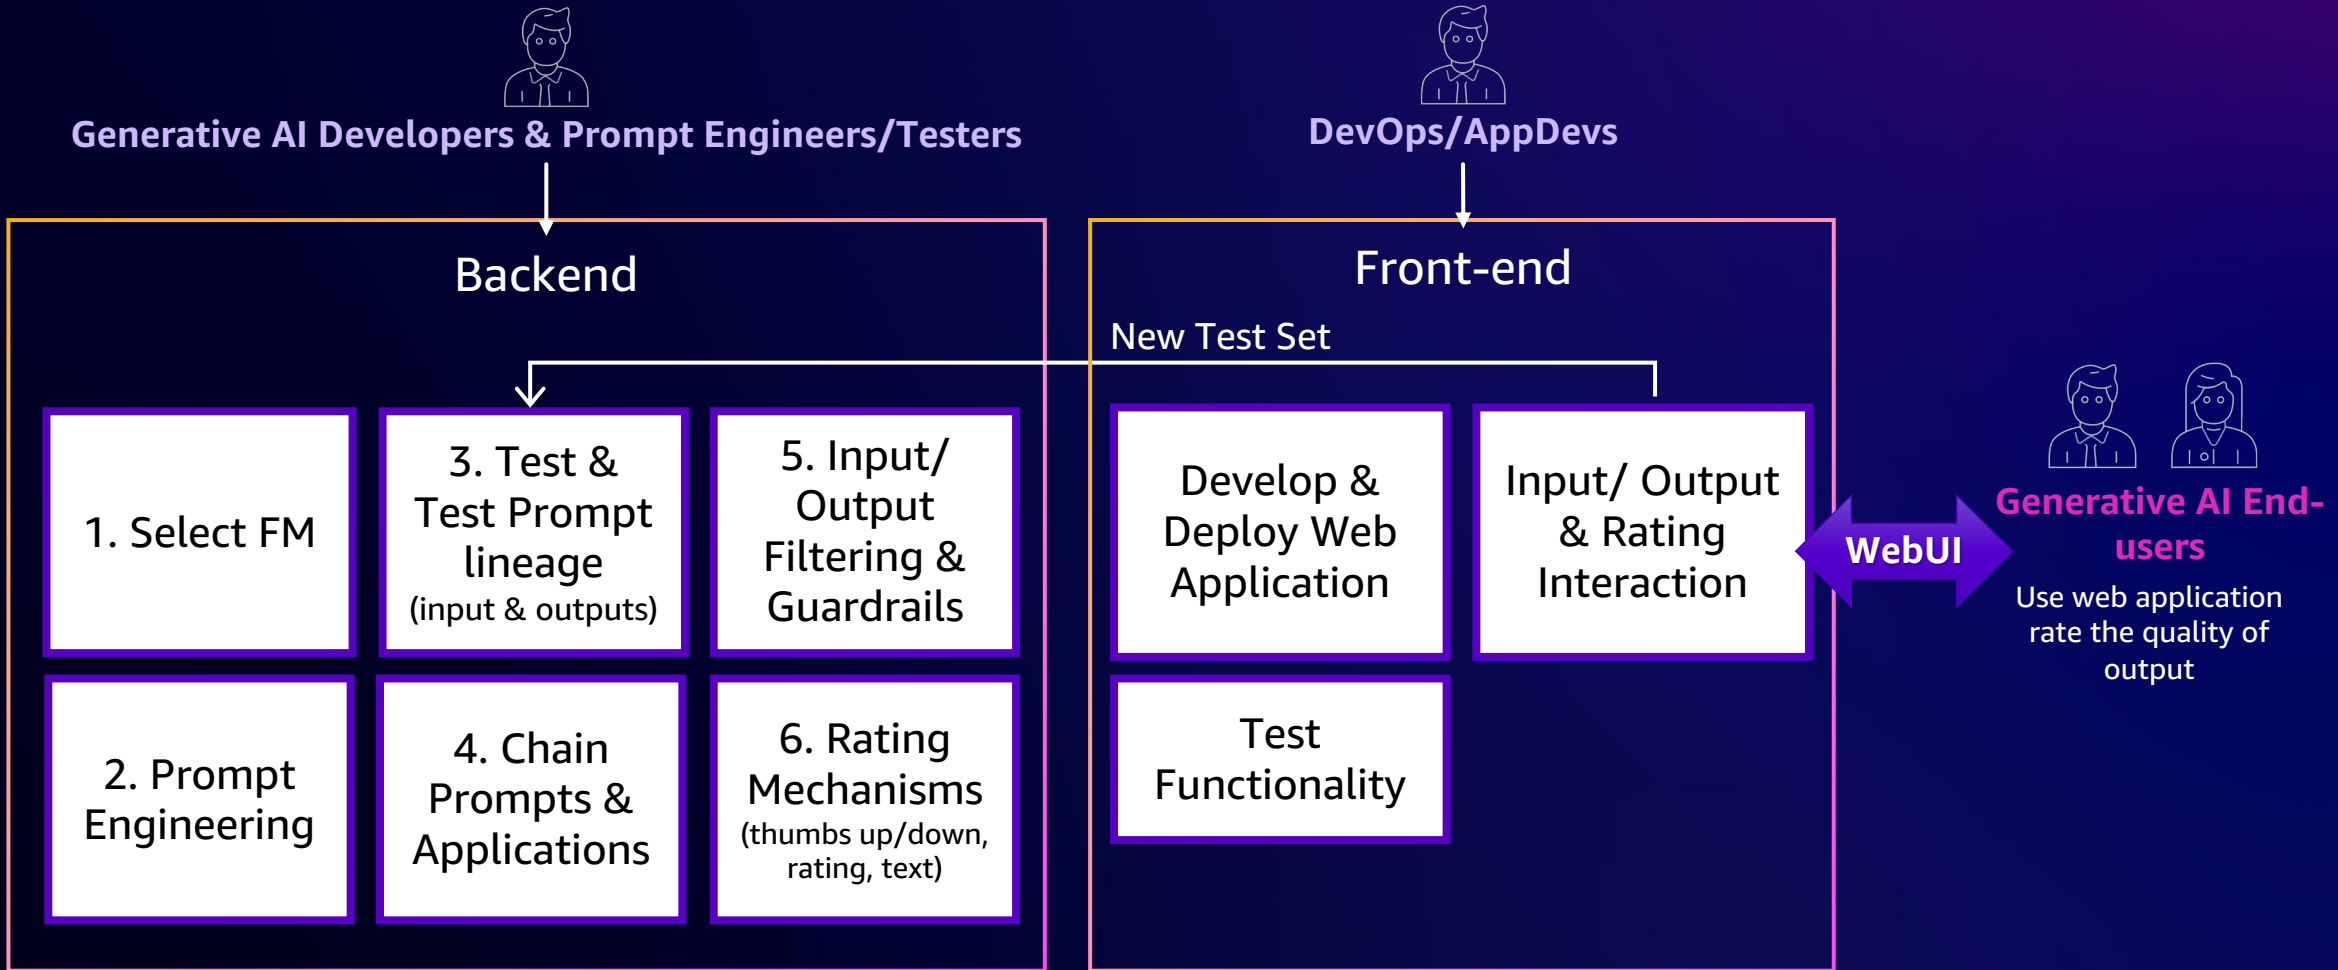 Generative AI Developers & Prompt Engineers/Testers
DevOps/AppDevs
Backend
Front-end
New Test Set
1. Select FM
3. Test &
Test Prompt
lineage
(input & outputs)
5. Input/
Output
Filtering &
Guardrails
2. Prompt
Engineering
4. Chain
Prompts &
Applications
6. Rating
Mechanisms
(thumbs up/down,
rating, text)
Develop &
Deploy Web
Application
Input/ Output
& Rating
Interaction
Test
Functionality
WebUI
Generative AI End-
users
Use web application
rate the quality of
output